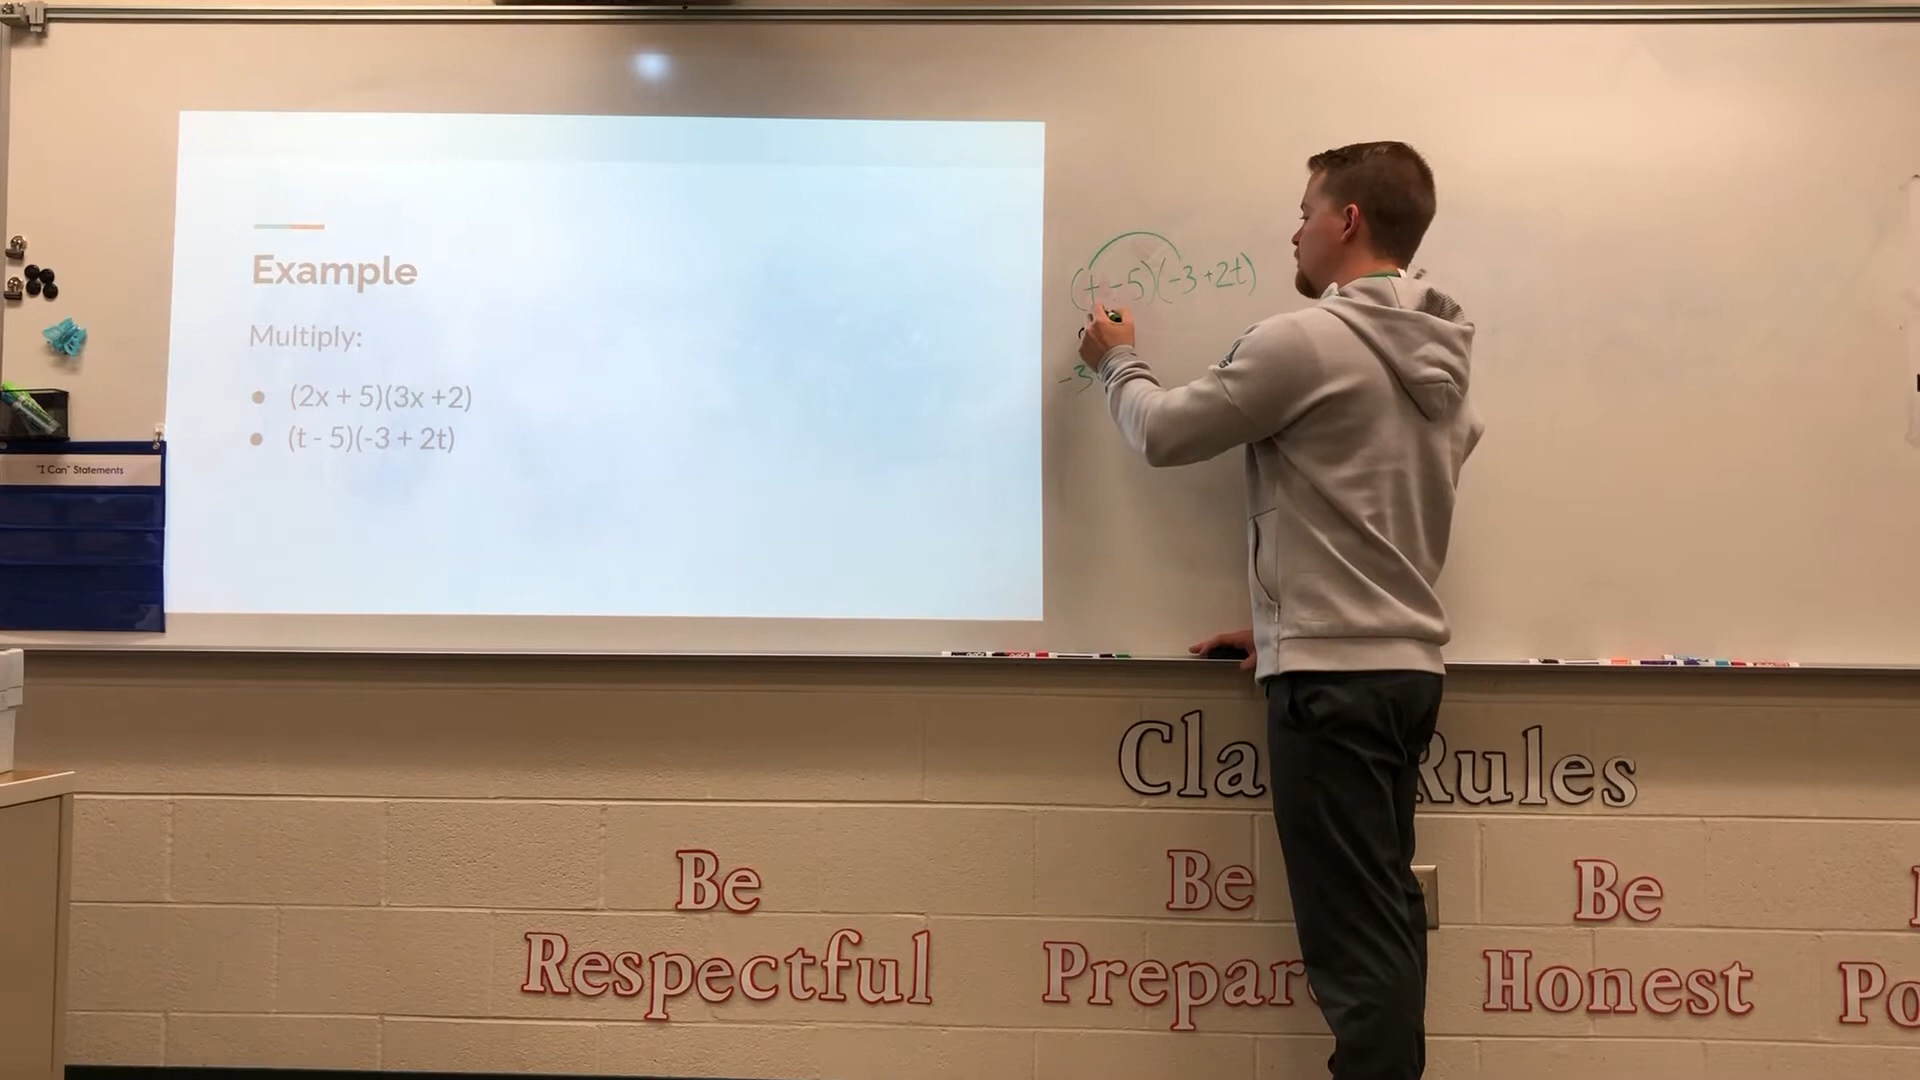 Example
Multiply:
(2x + 5)(3x +2)
(t - 5)(-3 + 2t)
(t - 5)(-3 +2t)
-3
"I Can" Statements
Rules
Be
Respectful
Be
Be
Honest